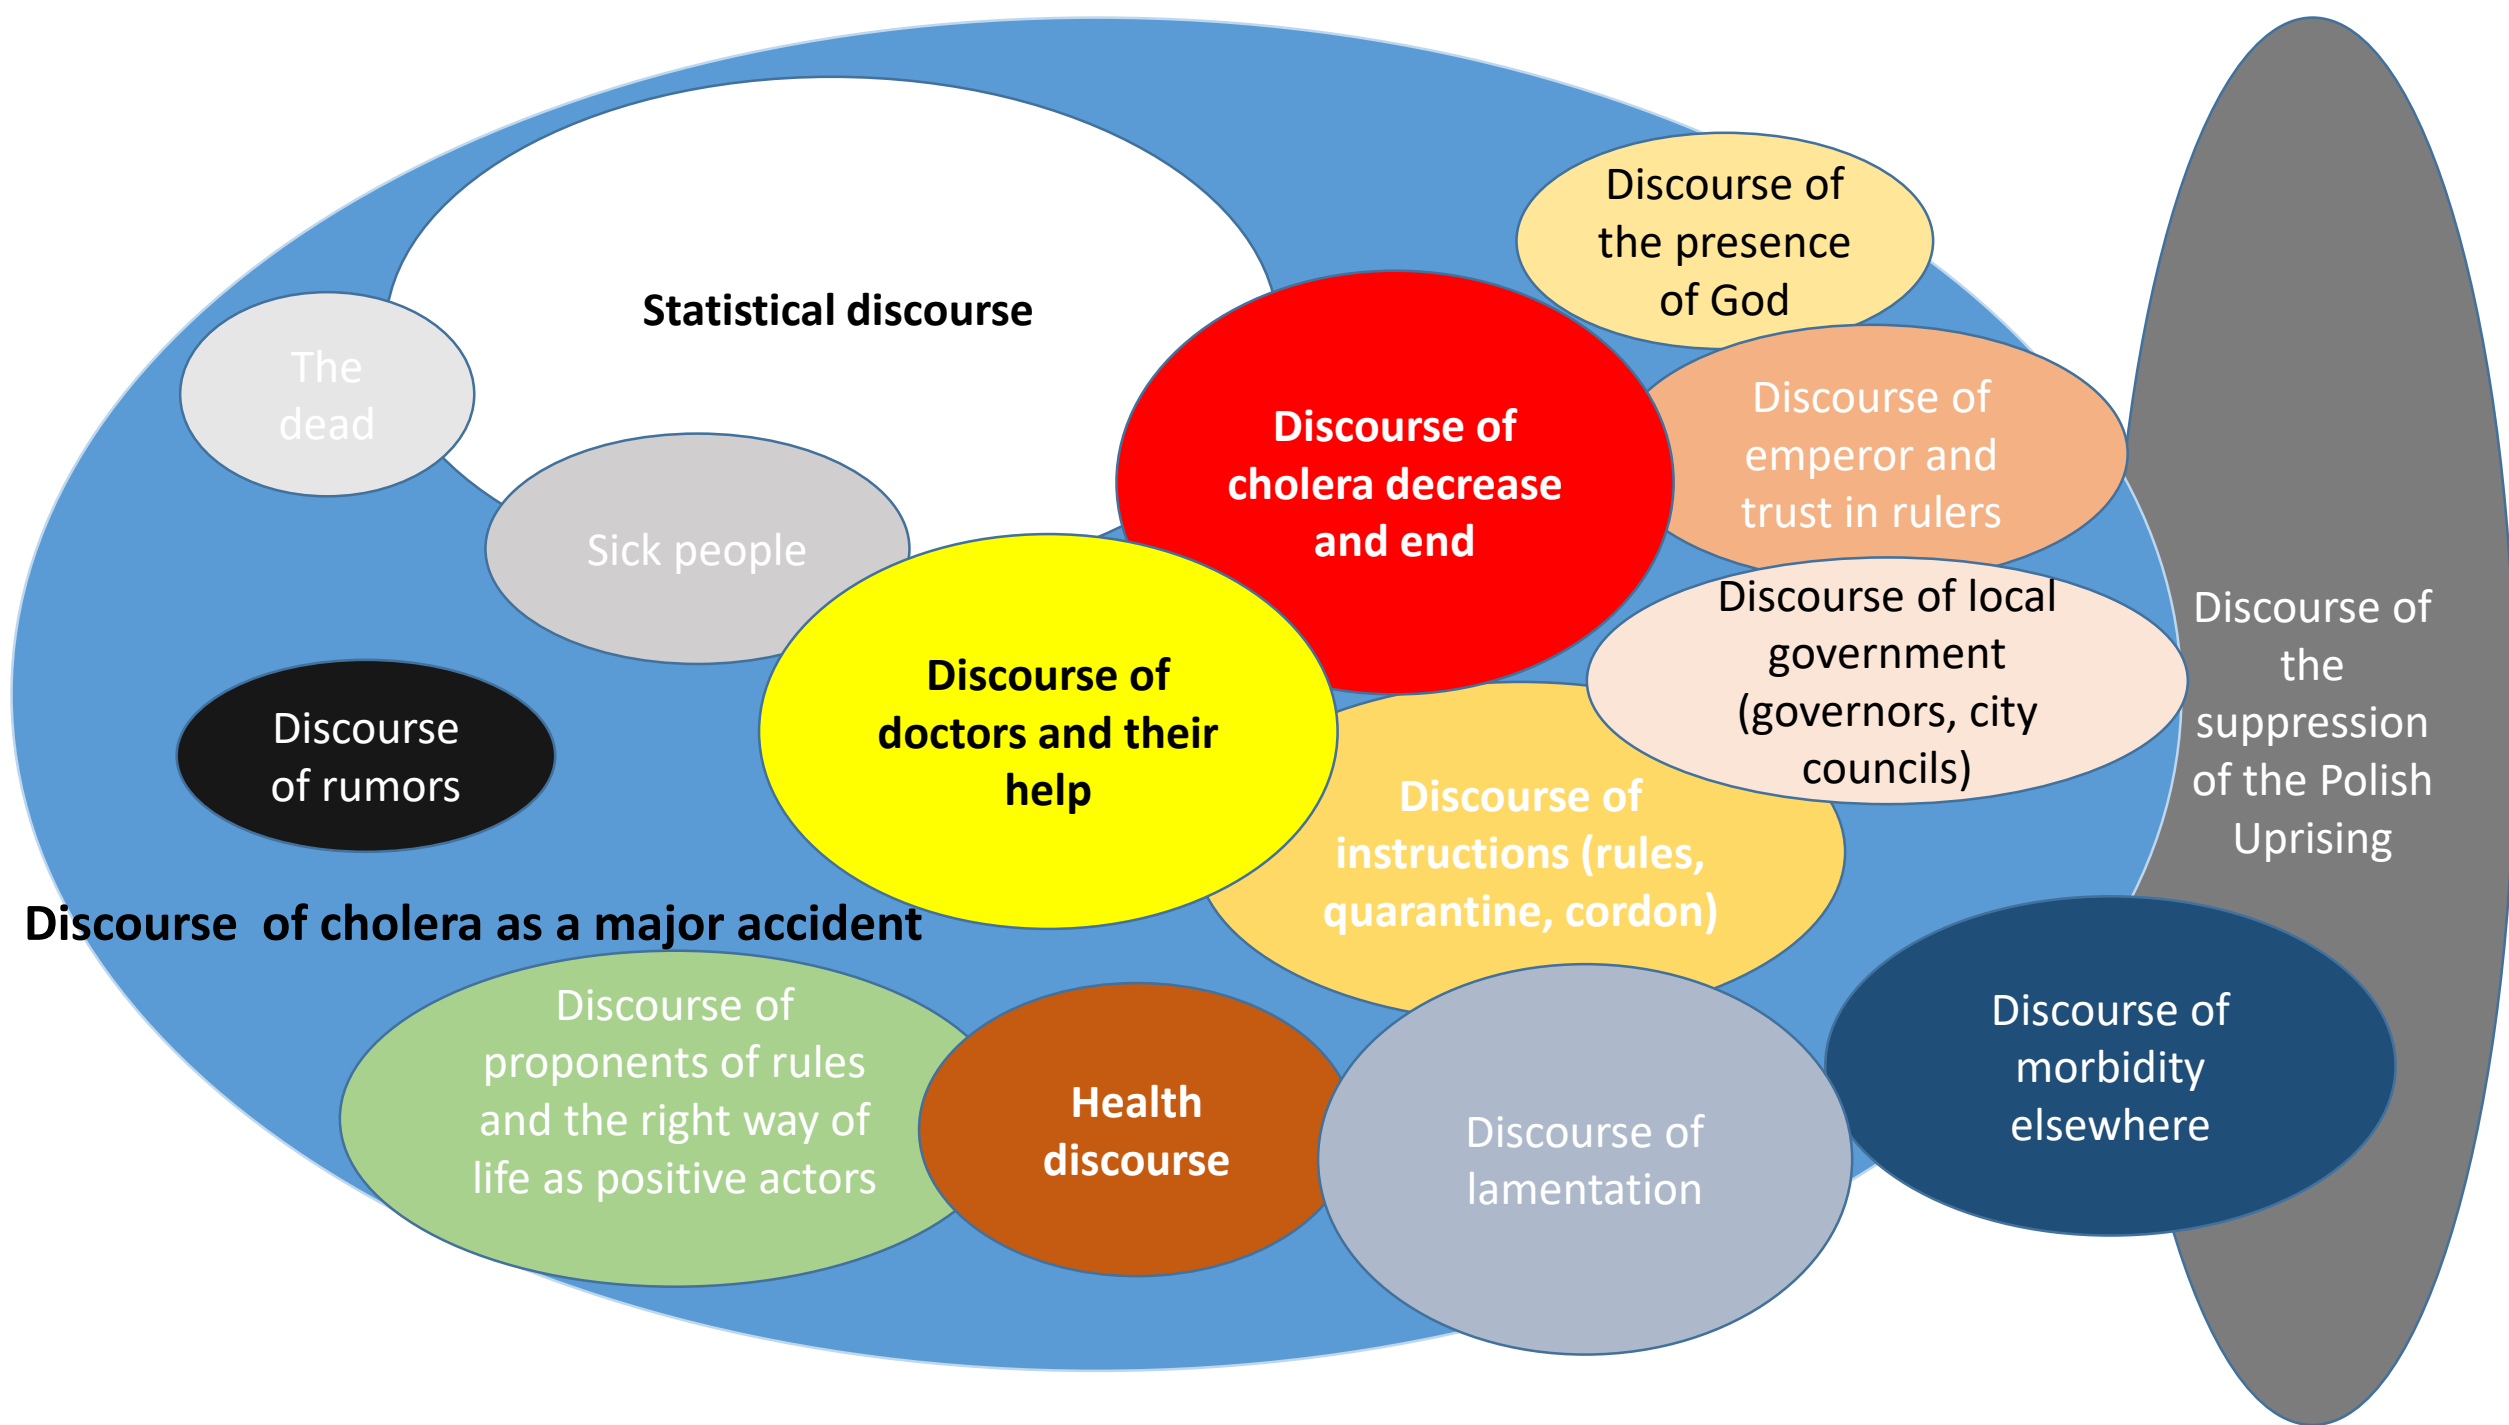 Statistical discourse
The
dead
Sick people
Discourse of
the presence
of God
Discourse of
cholera decrease
and end
Discourse of
emperor and
trust in rulers
Discourse of local
government
(governors, city
councils)
Discourse of
the
suppression
of the Polish
Uprising
Discourse
of rumors
Discourse of
doctors and their
help
Discourse of
instructions (rules,
quarantine, cordon)
Discourse  of cholera as a major accident
Discourse of
proponents of rules
and the right way of
life as positive actors
Health
discourse
Discourse of
lamentation
Discourse of
morbidity
elsewhere